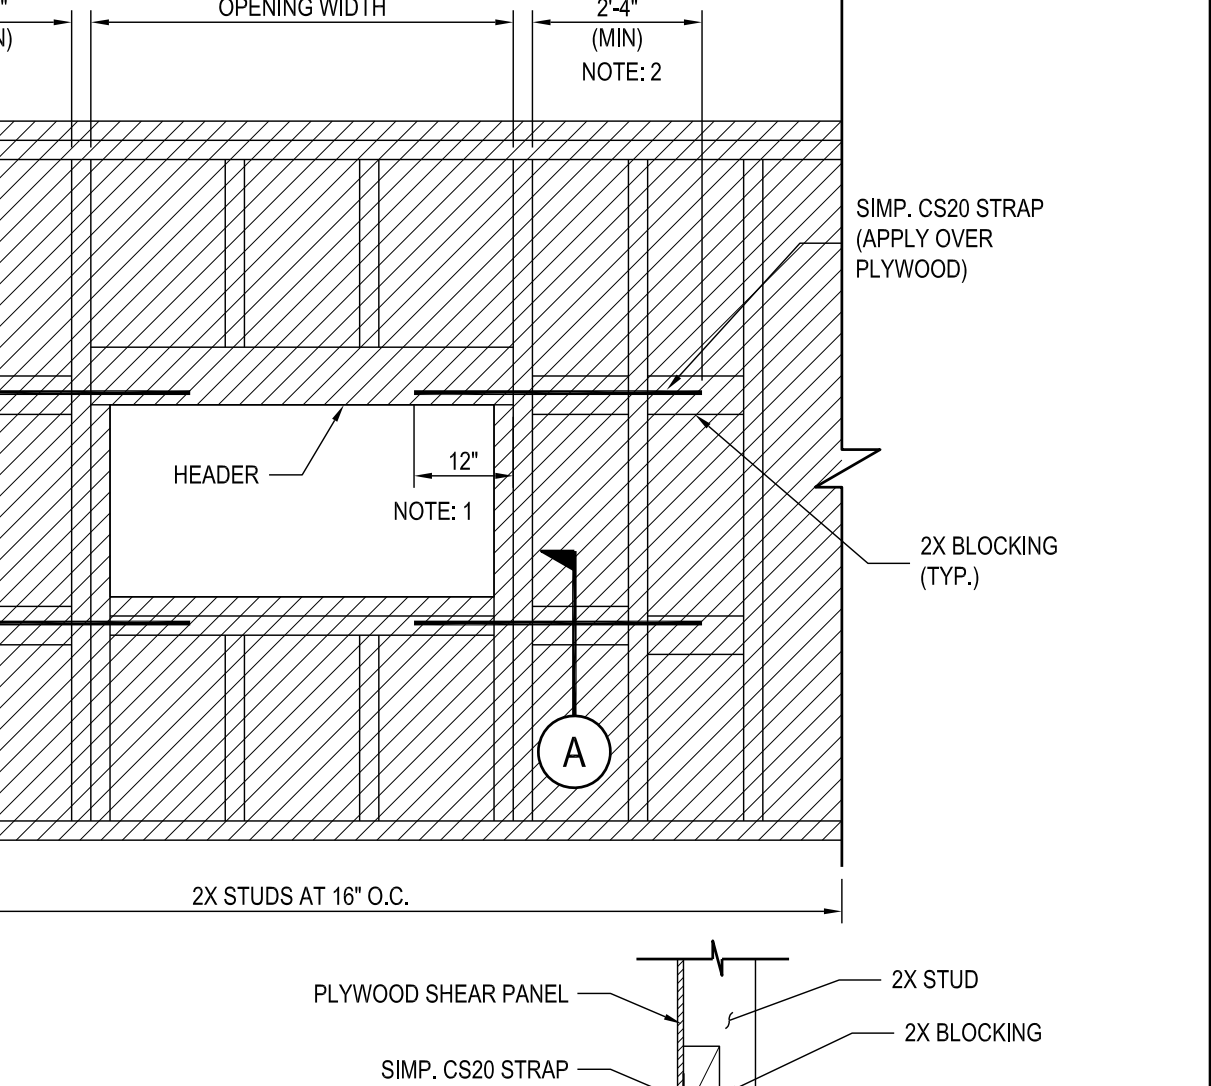 "
OPENING WIDTH
2'-4"
N)
(MIN)
NOTE: 2
SIMP. CS20 STRAP
(APPLY OVER
PLYWOOD)
HEADER
12"
NOTE: 1
2X BLOCKING
(TYP.)
A
2X STUDS AT 16" O.C.
PLYWOOD SHEAR PANEL
2X STUD
2X BLOCKING
SIMP. CS20 STRAP